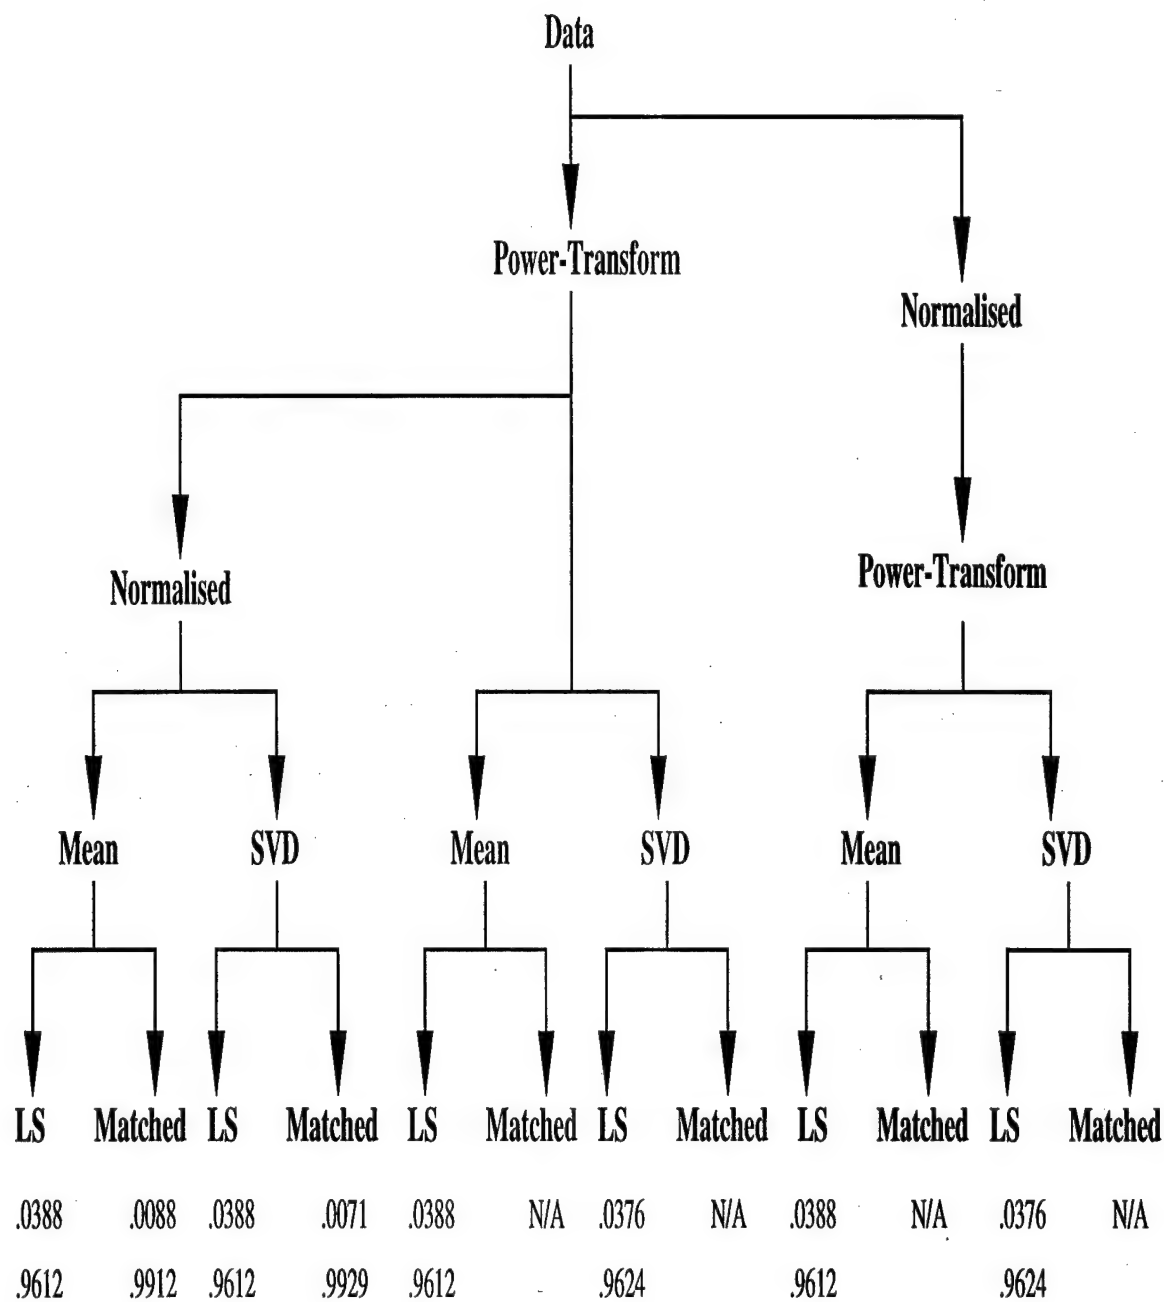 Data
Power-Transform
Normalised
Power-Transform
Normalised
Mean SVD Mean SVD Mean SVD
LS Matched LS Matched LS Matched LS Matched LS Matched LS Matched
.0388 .0088 .0388 .0071 .0388 N/A .0376 N/A .0388 N/A .0376 N/A
.9612 .9912 .9612 .9929 .9612 - .9624 .9612 .9624